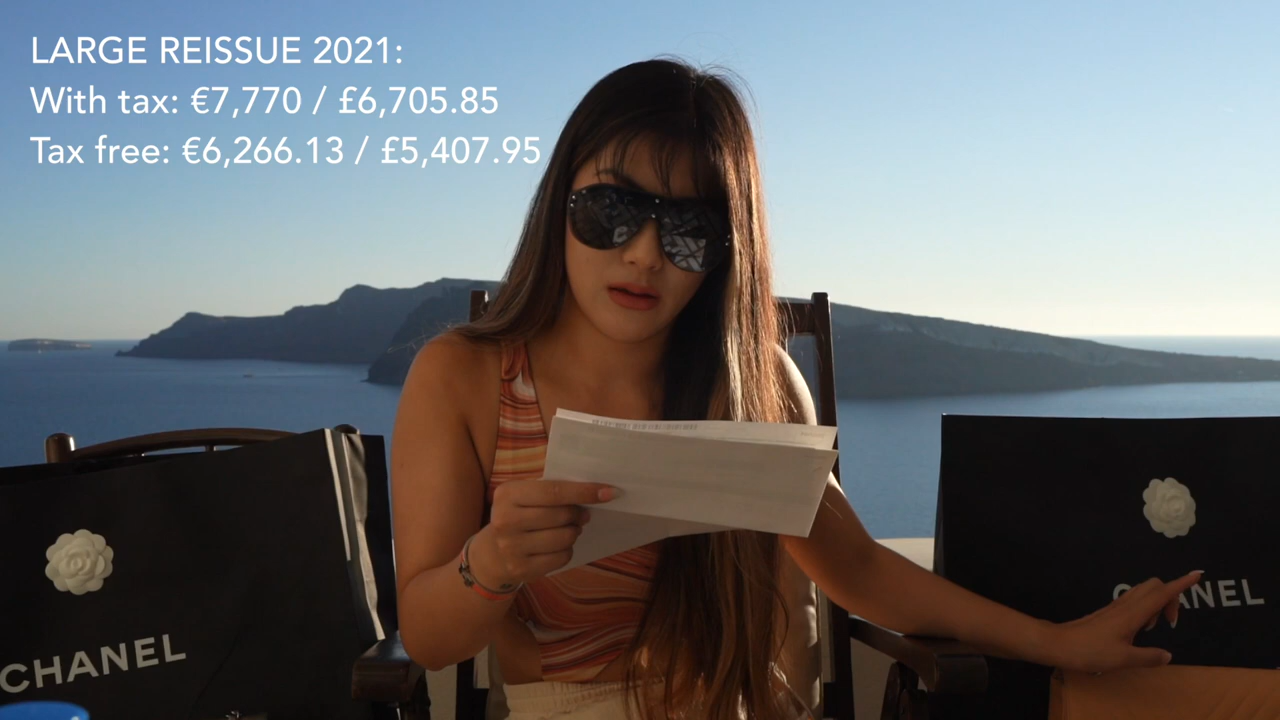 LARGE REISSUE 2021:
With tax: €7,770 / £6,705.85
Tax free: €6,266.13 / £5,407.95
CHANEL
CHANEL